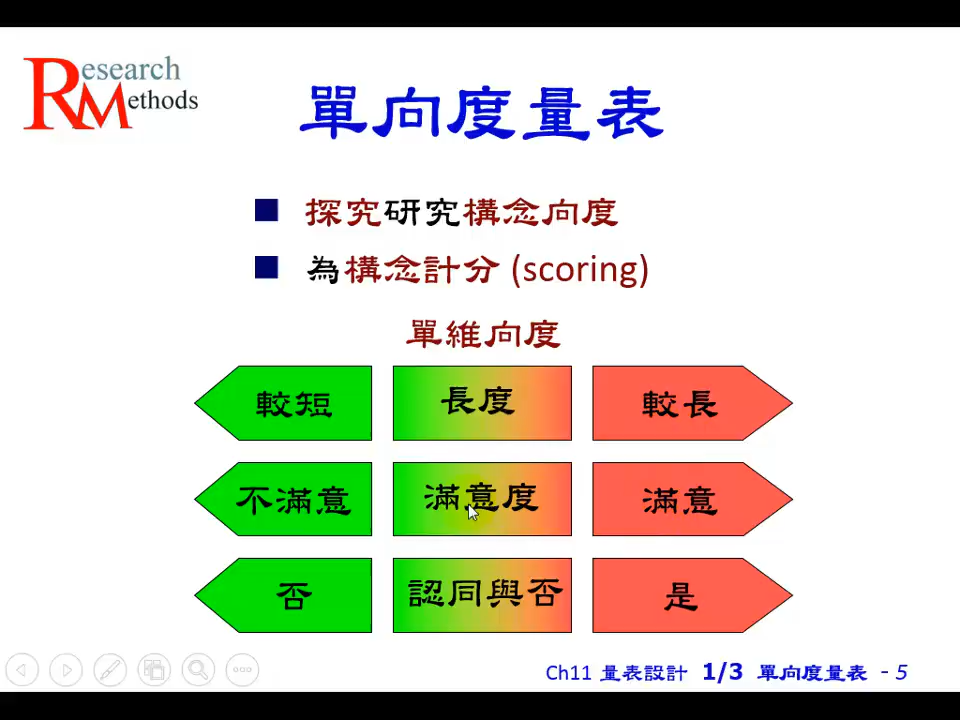 Research
Methods
單向度量表
探究研究構念向度
為構念計分 (scoring)
單維向度
較短 長度 較長
不滿意 滿意度 滿意
否 認同與否 是
Ch11 量表設計 1/3 單向度量表 - 5